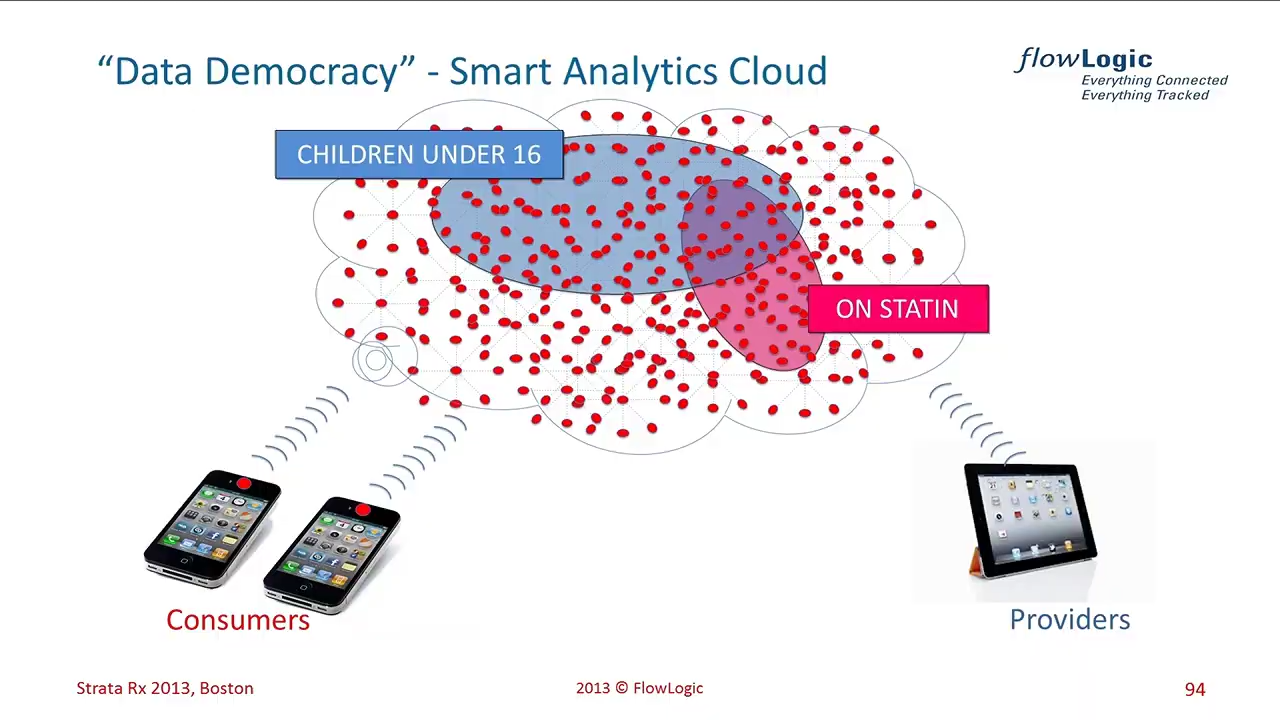 “Data Democracy” - Smart Analytics Cloud
flowLogic
Everything Connected
Everything Tracked
CHILDREN UNDER 16
ON STATIN
Consumers
Providers
Strata Rx 2013, Boston
2013 © FlowLogic
94